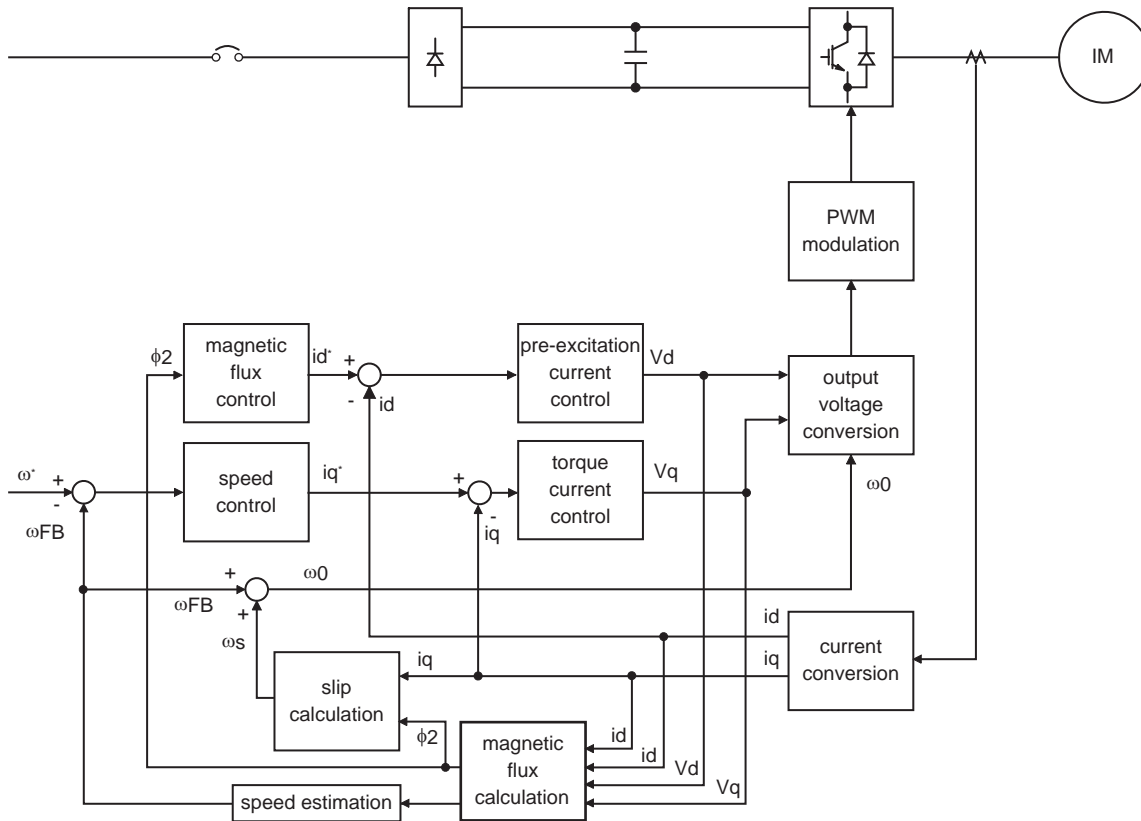 IM
PWM
modulation
ϕ2
magnetic
flux
control
id*
+
-
id
pre-excitation
current
control
Vd
output
voltage
conversion
ω*
+
-
ωFB
speed
control
iq*
+
-
iq
torque
current
control
Vq
ω0
+
ωFB
+
ω0
ωs
slip
calculation
iq
ϕ2
id
iq
current
conversion
magnetic
flux
calculation
id
id
Vd
Vq
speed estimation